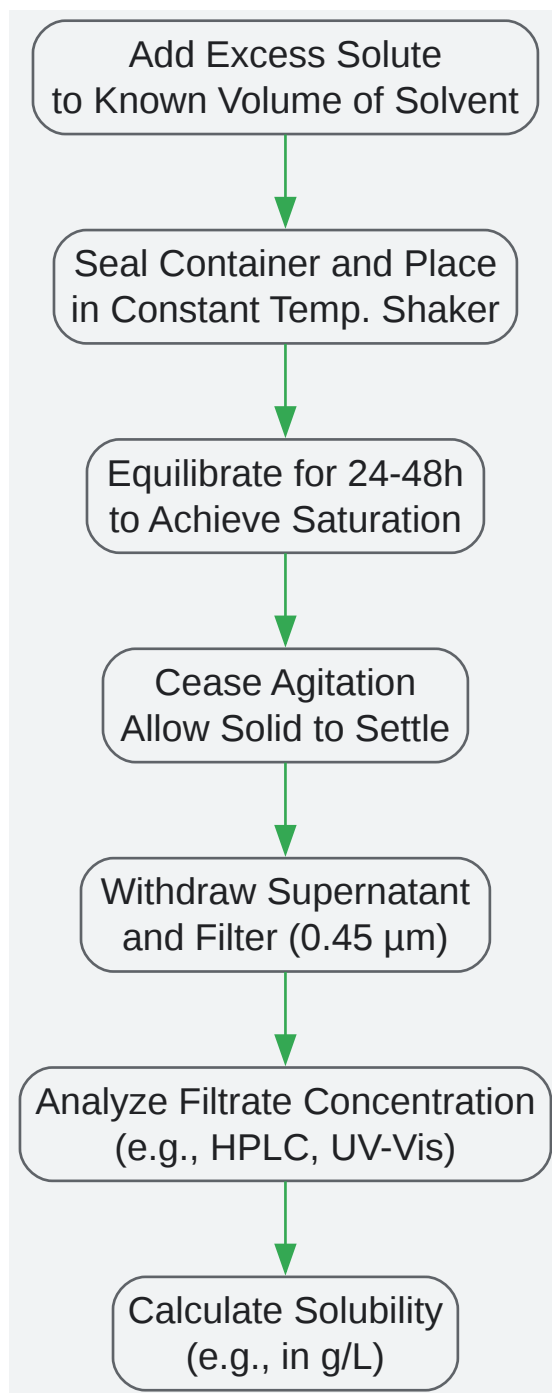 Add Excess Solute
to Known Volume of Solvent
Seal Container and Place
in Constant Temp. Shaker
Equilibrate for 24-48h
to Achieve Saturation
Cease Agitation
Allow Solid to Settle
Withdraw Supernatant
and Filter (0.45 µm)
Analyze Filtrate Concentration
(e.g., HPLC, UV-Vis)
Calculate Solubility
(e.g., in g/L)